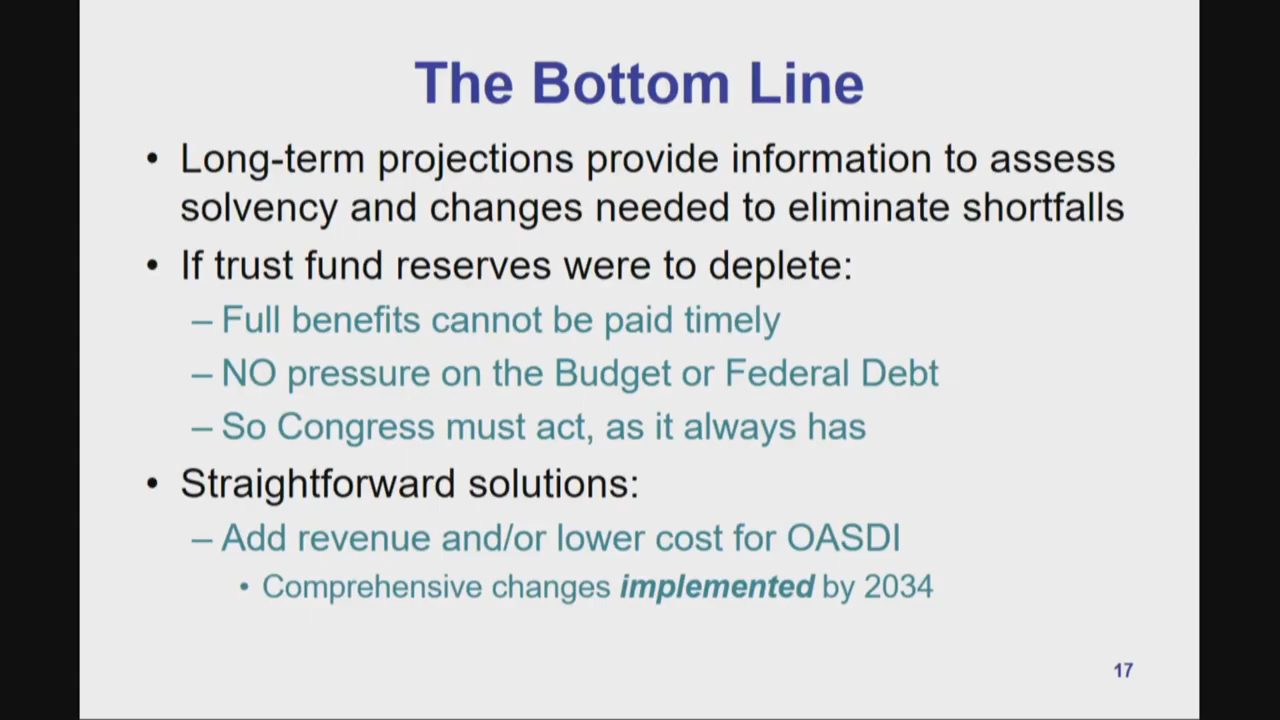 The Bottom Line
• Long-term projections provide information to assess
solvency and changes needed to eliminate shortfalls
• If trust fund reserves were to deplete:
– Full benefits cannot be paid timely
– NO pressure on the Budget or Federal Debt
– So Congress must act, as it always has
• Straightforward solutions:
– Add revenue and/or lower cost for OASDI
• Comprehensive changes implemented by 2034
17